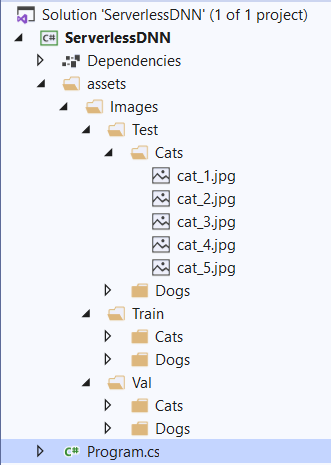 Solution 'ServerlessDNN' (1 of 1 project)
C# ServerlessDNN
Dependencies
assets
Images
Test
Cats
cat_1.jpg
cat_2.jpg
cat_3.jpg
cat_4.jpg
cat_5.jpg
Dogs
Train
Cats
Dogs
Val
Cats
Dogs
C# Program.cs